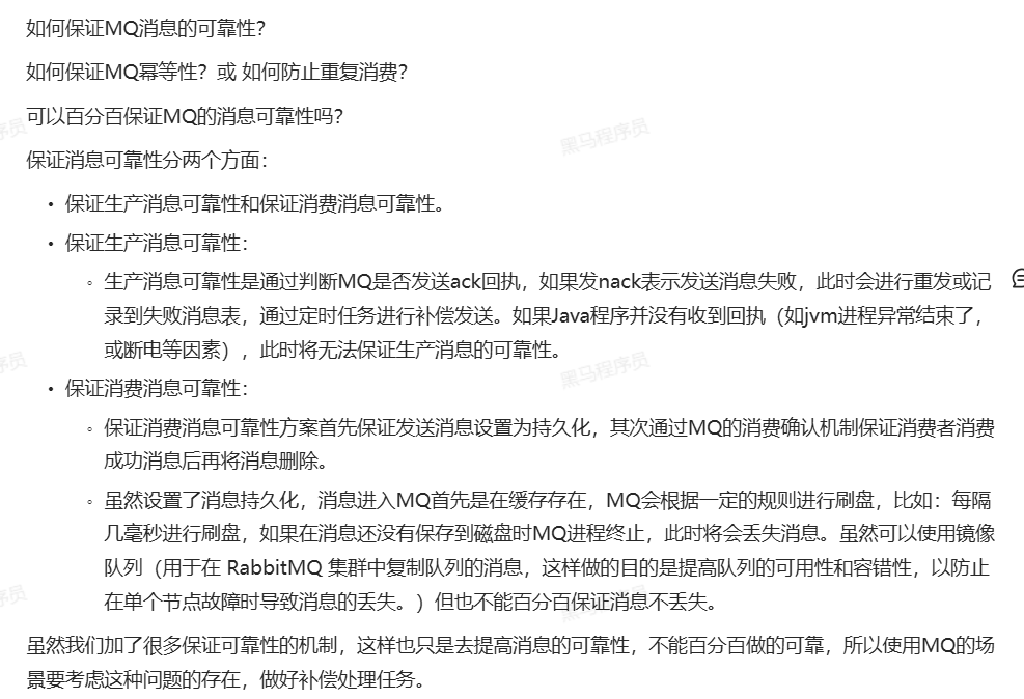 如何保证MQ消息的可靠性？
如何保证MQ幂等性？或 如何防止重复消费？
可以百分百保证MQ的消息可靠性吗？
保证消息可靠性分两个方面：
• 保证生产消息可靠性和保证消费消息可靠性。
• 保证生产消息可靠性：
◦ 生产消息可靠性是通过判断MQ是否发送ack回执，如果发nack表示发送消息失败，此时会进行重发或记
录到失败消息表，通过定时任务进行补偿发送。如果Java程序并没有收到回执（如jvm进程异常结束了，
或断电等因素），此时将无法保证生产消息的可靠性。
• 保证消费消息可靠性：
◦ 保证消费消息可靠性方案首先保证发送消息设置为持久化，其次通过MQ的消费确认机制保证消费者消费
成功消息后再将消息删除。
◦ 虽然设置了消息持久化，消息进入MQ首先是在缓存存在，MQ会根据一定的规则进行刷盘，比如：每隔
几毫秒进行刷盘，如果在消息还没有保存到磁盘时MQ进程终止，此时将会丢失消息。虽然可以使用镜像
队列（用于在 RabbitMQ 集群中复制队列的消息，这样做的目的是提高队列的可用性和容错性，以防止
在单个节点故障时导致消息的丢失。）但也不能百分百保证消息不丢失。
虽然我们加了很多保证可靠性的机制，这样也只是去提高消息的可靠性，不能百分百做的可靠，所以使用MQ的场
景要考虑这种问题的存在，做好补偿处理任务。
黑马程序员
黑马程序员
序员
序员
序员